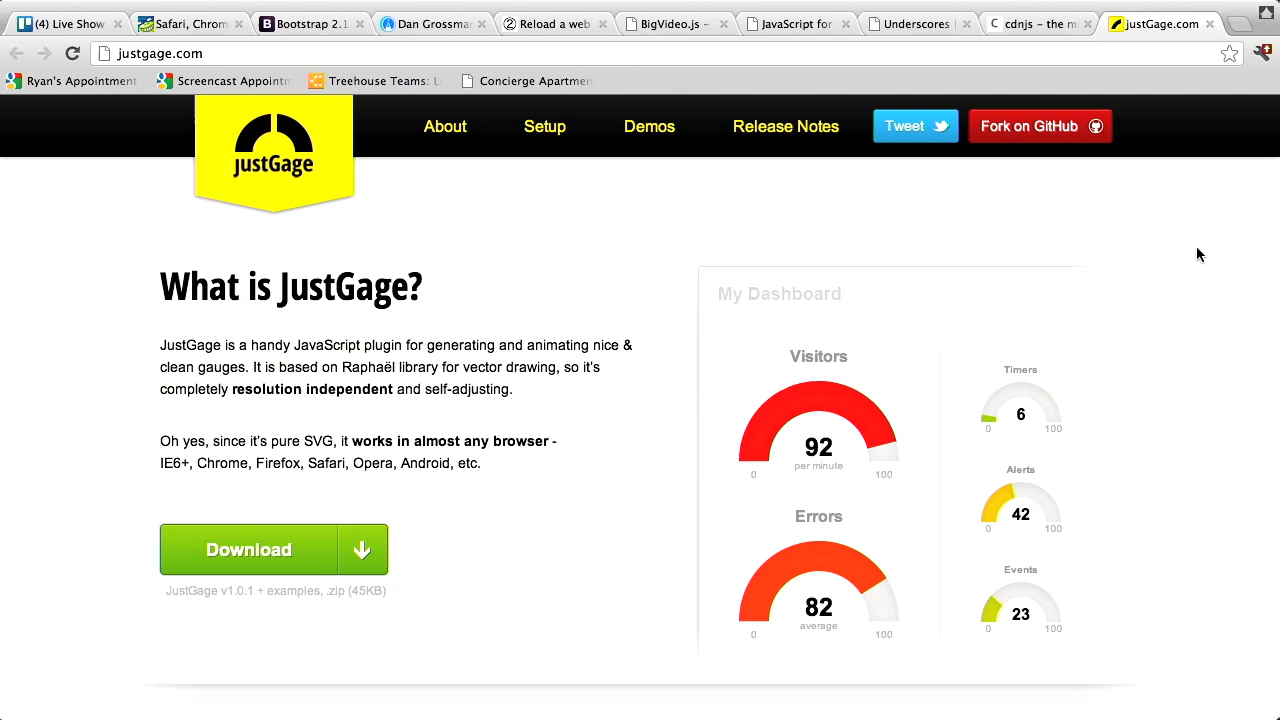 (4) Live Show
Safari, Chrom
Bootstrap 2.1
Dan Grossma
Reload a web
BigVideo.js
JavaScript for
Underscores
cdnjs – the m
justGage.com
justgage.com
Ryan's Appointment
Screencast Appointm
Treehouse Teams: L
Concierge Apartmen
justGage
About
Setup
Demos
Release Notes
Tweet
Fork on GitHub
What is JustGage?
JustGage is a handy JavaScript plugin for generating and animating nice &
clean gauges. It is based on Raphaël library for vector drawing, so it's
completely resolution independent and self-adjusting.
Oh yes, since it's pure SVG, it works in almost any browser -
IE6+, Chrome, Firefox, Safari, Opera, Android, etc.
Download
JustGage v1.0.1 + examples, .zip (45KB)
My Dashboard
Visitors
92
per minute
0
100
Errors
82
average
0
100
Timers
6
0
100
Alerts
42
0
100
Events
23
0
100